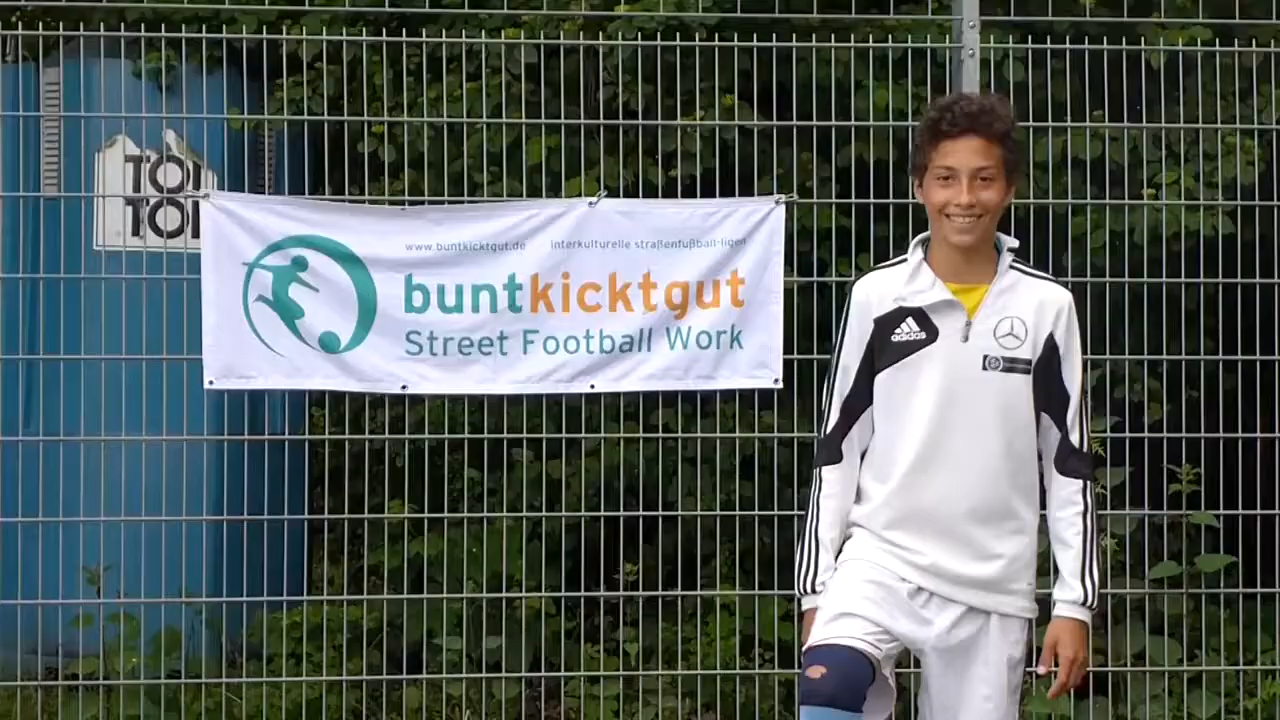 TOI
TOI
www.buntkicktgut.de interkulturelle straßenfußball-ligen
buntkicktgut
Street Football Work
adidas